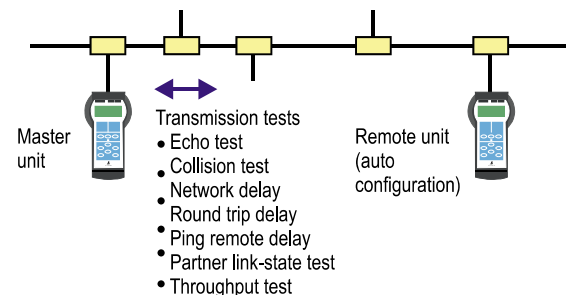 Master
unit
Transmission tests
• Echo test
• Collision test
• Network delay
Round trip delay
• Ping remote delay
• Partner link-state test
• Throughput test
Remote unit
(auto
configuration)